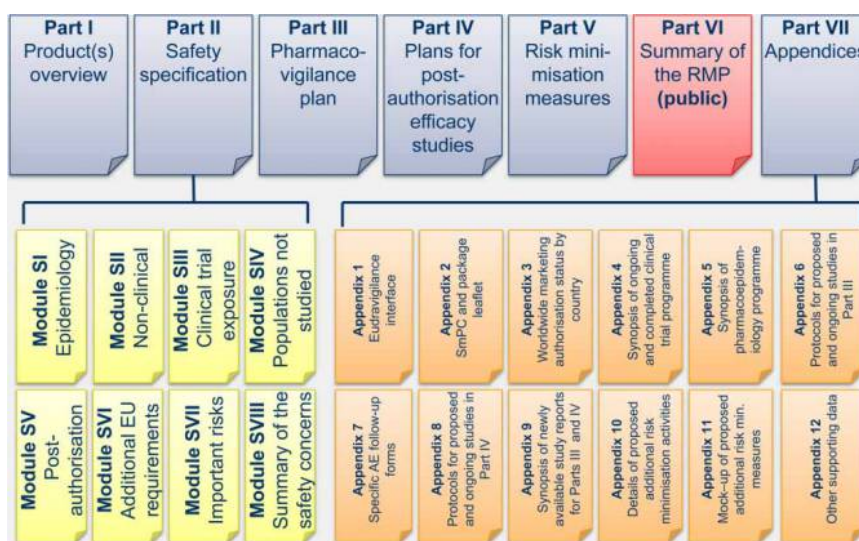 Part I
Product(s)
overview
Part II
Safety
specification
Part III
Pharmaco-
vigilance
plan
Part IV
Plans for
post-
authorisation
efficacy
studies
Part V
Risk mini-
misation
measures
Part VI
Summary of
the RMP
(public)
Part VII
Appendices
Module SI
Epidemiology
Module SII
Non-clinical
Module SIII
Clinical trial
exposure
Module SIV
Populations not
studied
Appendix 1
Eudravigilance
interface
Appendix 2
SmPC and package
leaflet
Appendix 3
Worldwide marketing
authorisation status by
country
Appendix 4
Synopsis of ongoing
and completed clinical
trial programme
Appendix 5
Synopsis of
pharmacoepidem-
iology programme
Appendix 6
Protocols for proposed
and ongoing studies in
Part III
Module SV
Post-
authorisation
Module SVI
Additional EU
requirements
Module SVII
Important risks
Module SVIII
Summary of the
safety concerns
Appendix 7
Specific AE follow-up
forms
Appendix 8
Protocols for proposed
and ongoing studies in
Part IV
Appendix 9
Synopsis of newly
available study reports
for Parts III and IV
Appendix 10
Details of proposed
additional risk
minimisation activities
Appendix 11
Mock–up of proposed
additional risk min.
measures
Appendix 12
Other supporting data